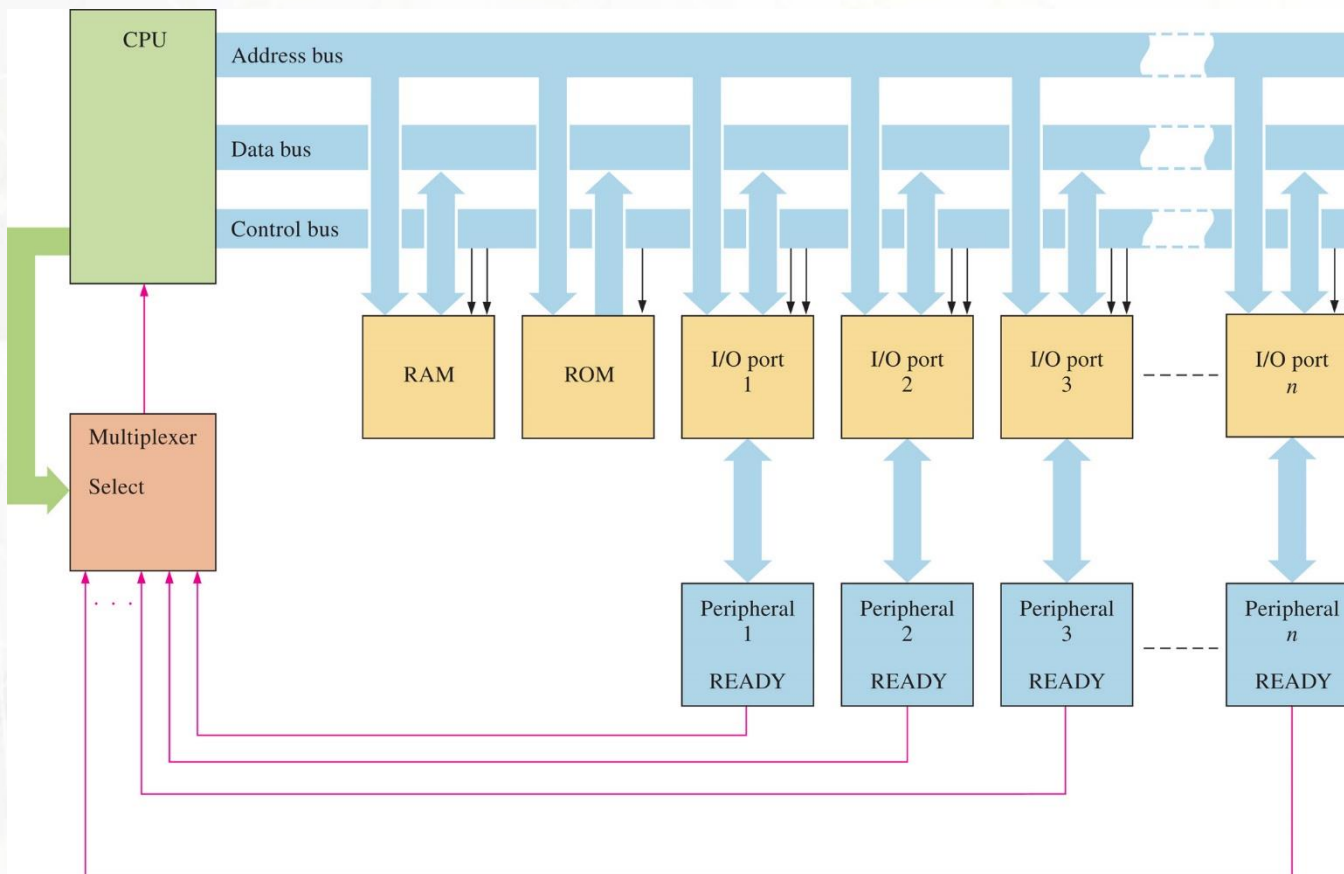 CPU
Address bus
Data bus
Control bus
RAM
ROM
I/O port
1
I/O port
2
I/O port
3
I/O port
n
Multiplexer
Select
Peripheral
1
READY
Peripheral
2
READY
Peripheral
3
READY
Peripheral
n
READY